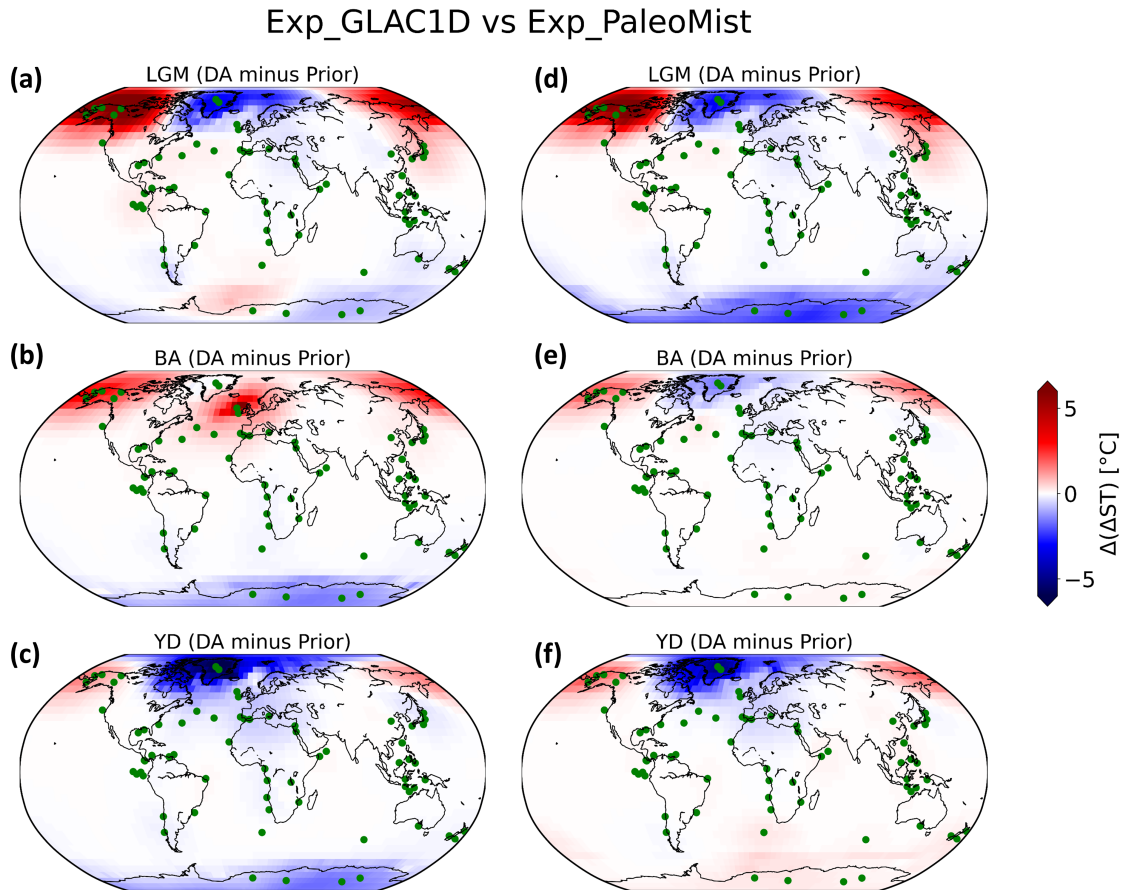 Exp_GLAC1D vs Exp_PaleoMist
(a) LGM (DA minus Prior)
(d) LGM (DA minus Prior)
(b) BA (DA minus Prior)
(e) BA (DA minus Prior)
(c) YD (DA minus Prior)
(f) YD (DA minus Prior)
5
0
−5
Δ(ΔST) [°C]